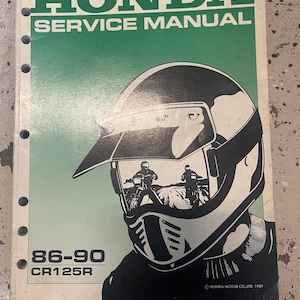 HONDA
SERVICE MANUAL
86-90
CR125R
© HONDA MOTOR CO.,LTD. 1989